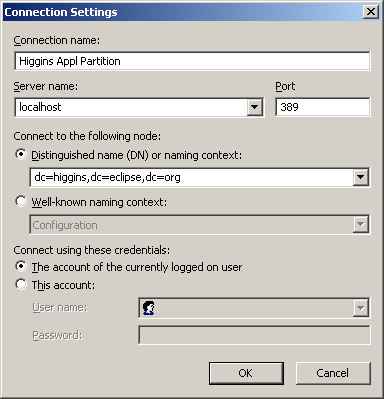 Connection Settings
Connection name:
Higgins Appl Partition
Server name:
Port
localhost
389
Connect to the following node:
Distinguished name (DN) or naming context:
dc=higgins,dc=eclipse,dc=org
Well-known naming context:
Configuration
Connect using these credentials:
The account of the currently logged on user
This account:
User name:
Password:
OK
Cancel